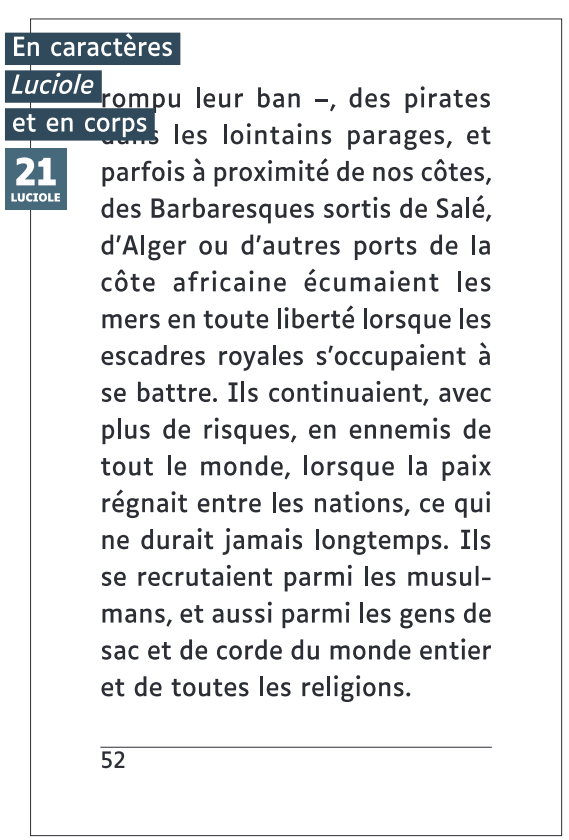 En caractères
Luciole
et en corps
21
LUCIOLE
rompu leur ban –, des pirates
dans les lointains parages, et
parfois à proximité de nos côtes,
des Barbaresques sortis de Salé,
d’Alger ou d’autres ports de la
côte africaine écumaient les
mers en toute liberté lorsque les
escadres royales s’occupaient à
se battre. Ils continuaient, avec
plus de risques, en ennemis de
tout le monde, lorsque la paix
régnait entre les nations, ce qui
ne durait jamais longtemps. Ils
se recrutaient parmi les musul-
mans, et aussi parmi les gens de
sac et de corde du monde entier
et de toutes les religions.
52